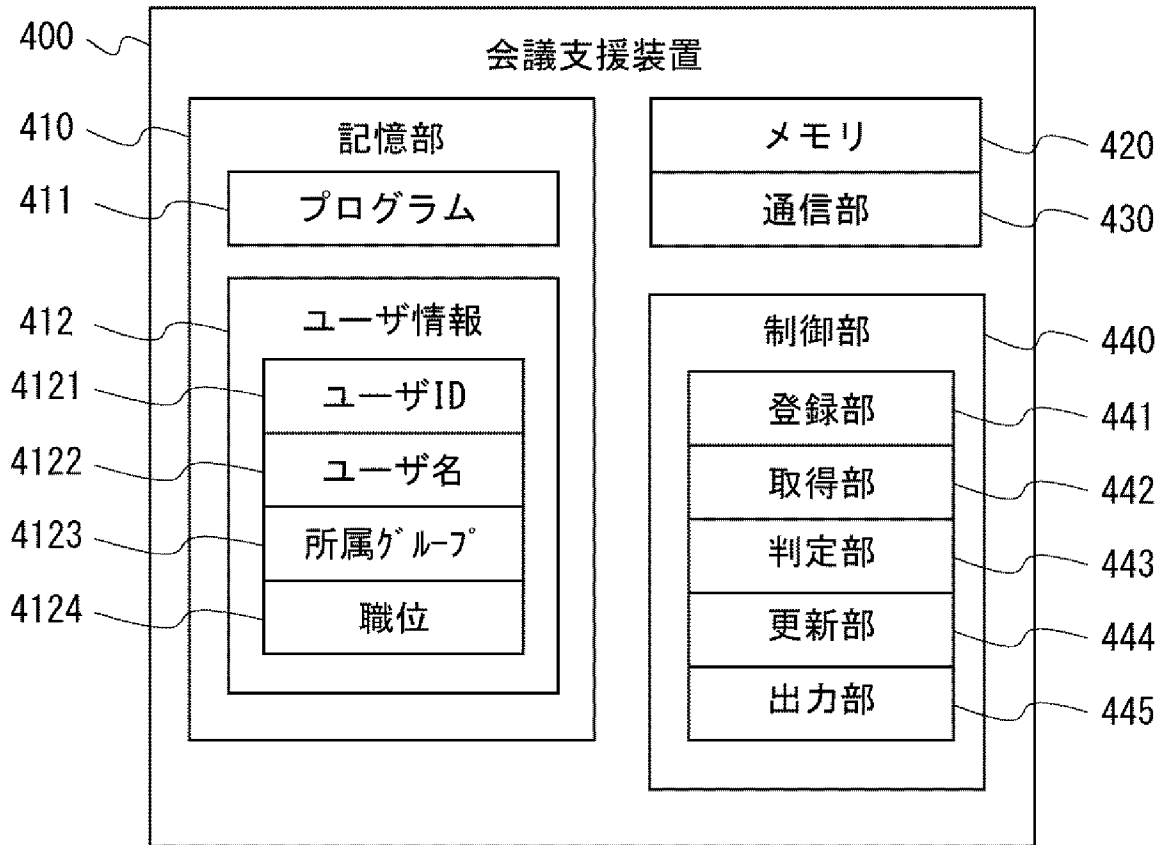 400
会議支援装置
410
記憶部
411
プログラム
412
ユーザ情報
4121
ユーザID
4122
ユーザ名
4123
所属ｸﾞﾙｰﾌﾟ
4124
職位
メモリ
420
通信部
430
制御部
440
登録部
441
取得部
442
判定部
443
更新部
444
出力部
445